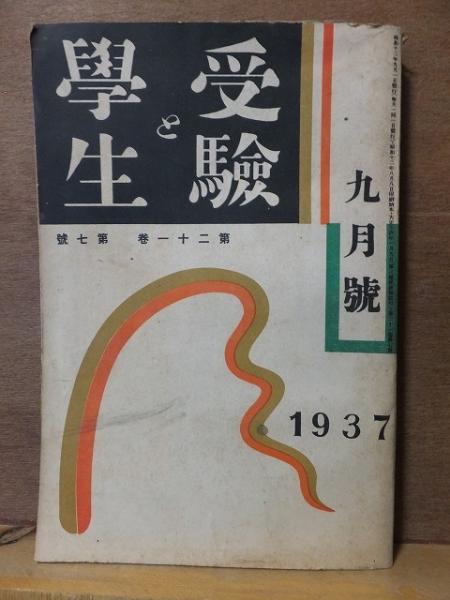 受驗
と
學生
第二十一卷 第七號
九月號
1937